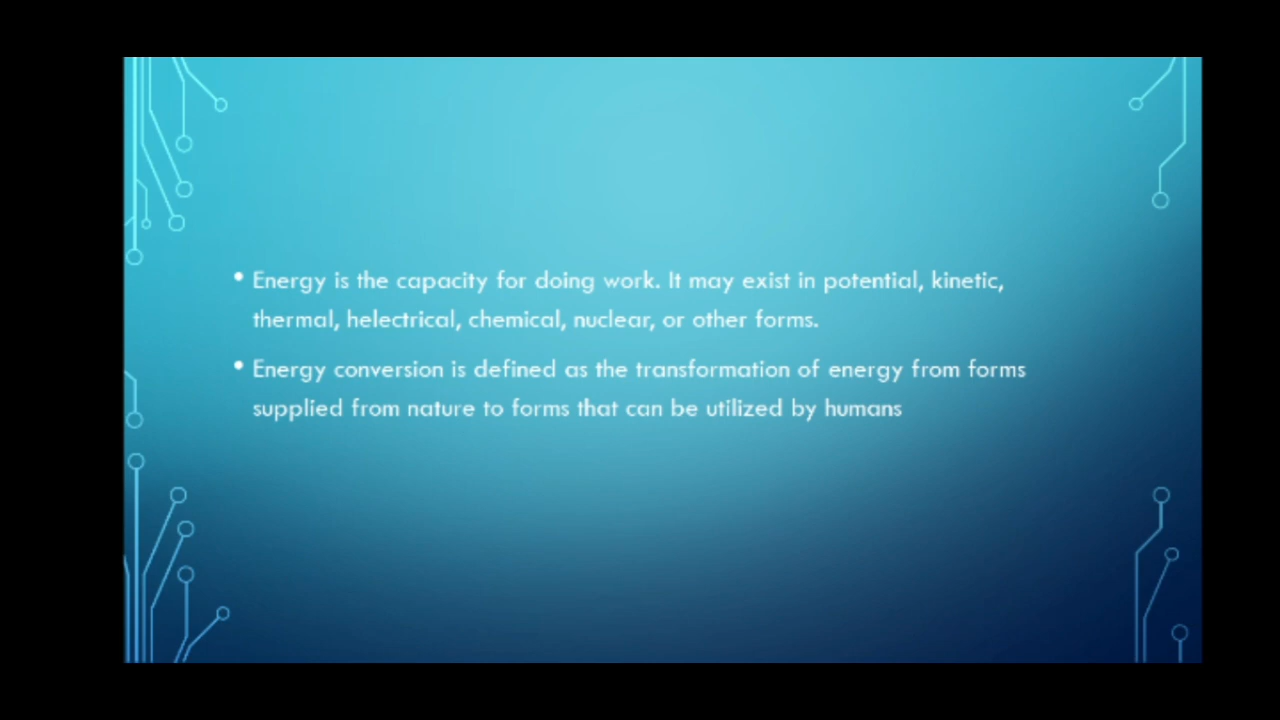 • Energy is the capacity for doing work. It may exist in potential, kinetic,
thermal, helectrical, chemical, nuclear, or other forms.
• Energy conversion is defined as the transformation of energy from forms
supplied from nature to forms that can be utilized by humans